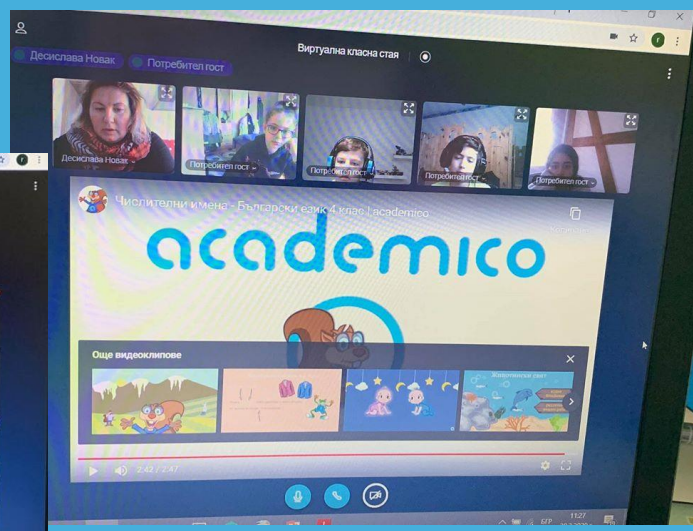 Виртуална класна стая
Десислава Новак
Потребител гост
Десислава Новак
Потребител гост
Потребител гост
Потребител гост
Потребител гост
Числителни имена - Български език 4 клас | academico
academico
Още видеоклипове
2:42 / 2:47
БГР
11:27